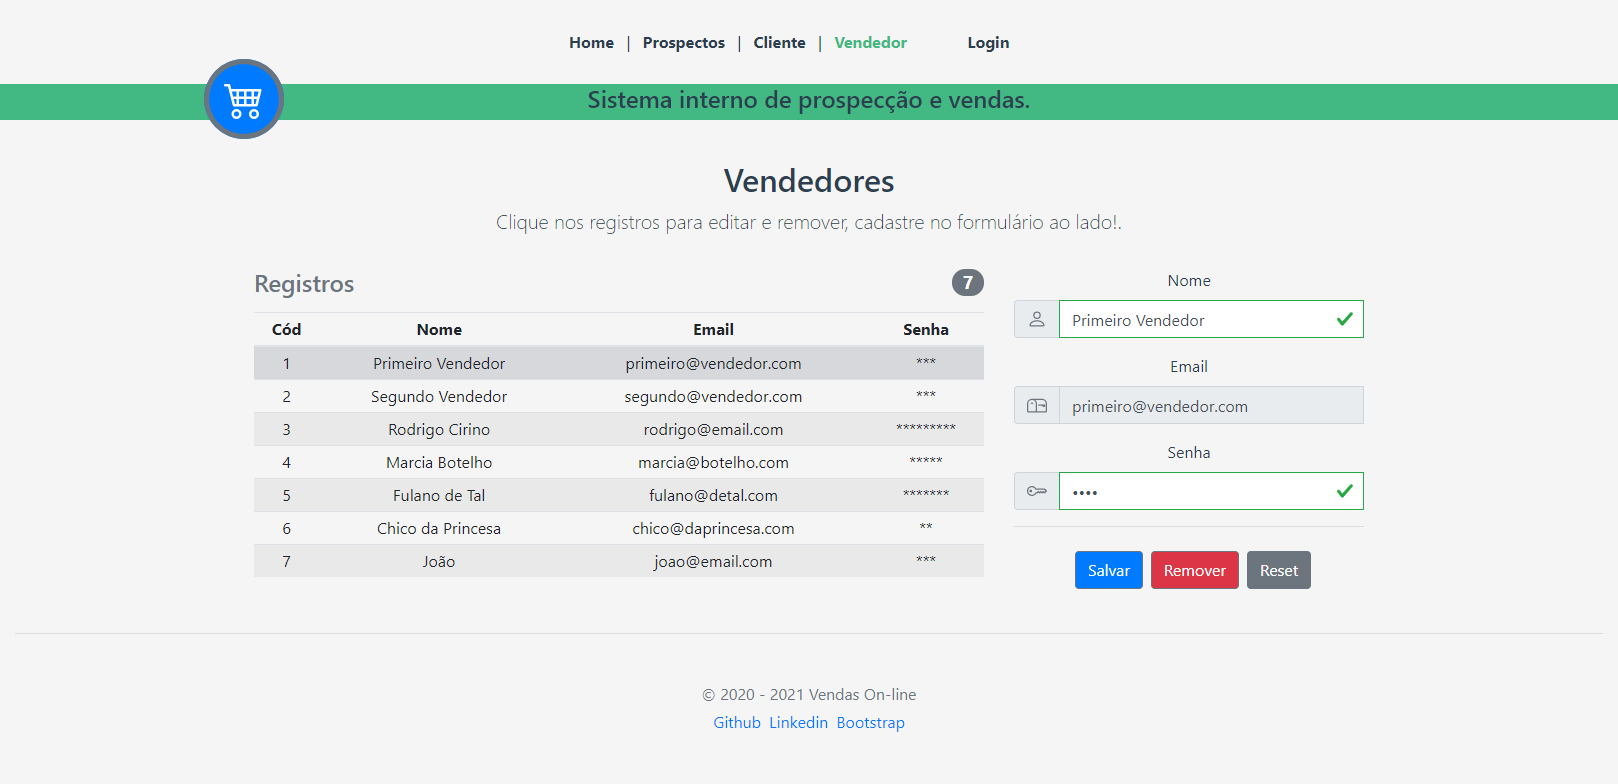 Home | Prospectos | Cliente | Vendedor Login
Sistema interno de prospecção e vendas.
Vendedores
Clique nos registros para editar e remover, cadastre no formulário ao lado!.
Registros 7
Cód Nome Email Senha
1 Primeiro Vendedor primeiro@vendedor.com ***
2 Segundo Vendedor segundo@vendedor.com ***
3 Rodrigo Cirino rodrigo@email.com *********
4 Marcia Botelho marcia@botelho.com *****
5 Fulano de Tal fulano@detal.com *******
6 Chico da Princesa chico@daprincesa.com **
7 João joao@email.com ***
Nome
Primeiro Vendedor
Email
primeiro@vendedor.com
Senha
••••
Salvar Remover Reset
© 2020 - 2021 Vendas On-line
Github Linkedin Bootstrap